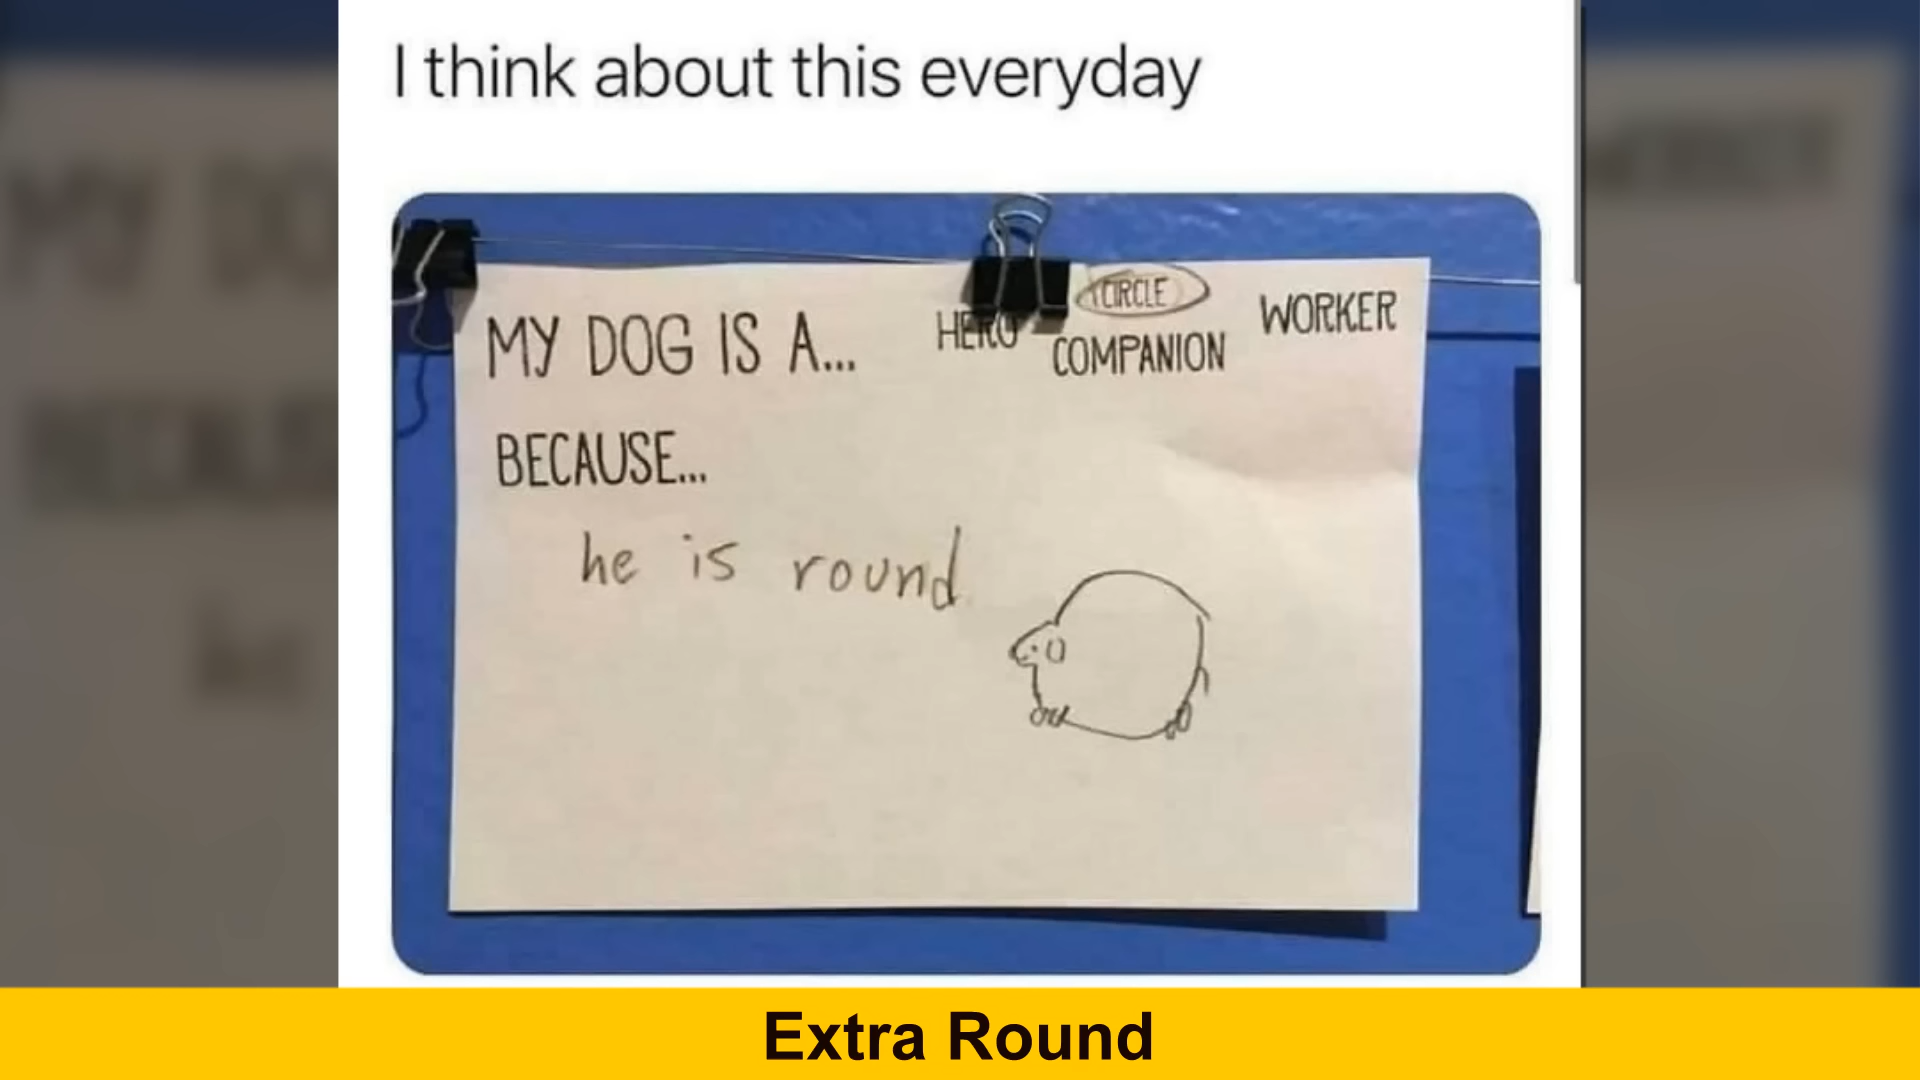 I think about this everyday
MY DOG IS A... HERO CIRCLE COMPANION WORKER
BECAUSE...
he is round
Extra Round